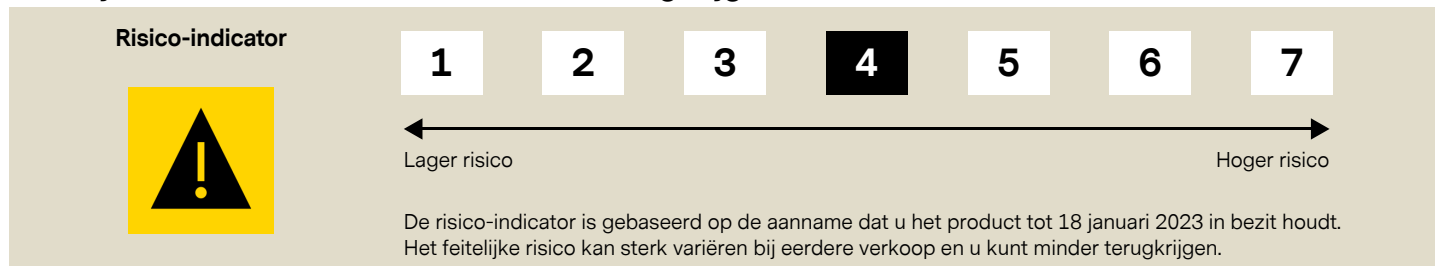 Risico-indicator
1 2 3 4 5 6 7
Lager risico Hoger risico
De risico-indicator is gebaseerd op de aanname dat u het product tot 18 januari 2023 in bezit houdt.
Het feitelijke risico kan sterk variëren bij eerdere verkoop en u kunt minder terugkrijgen.